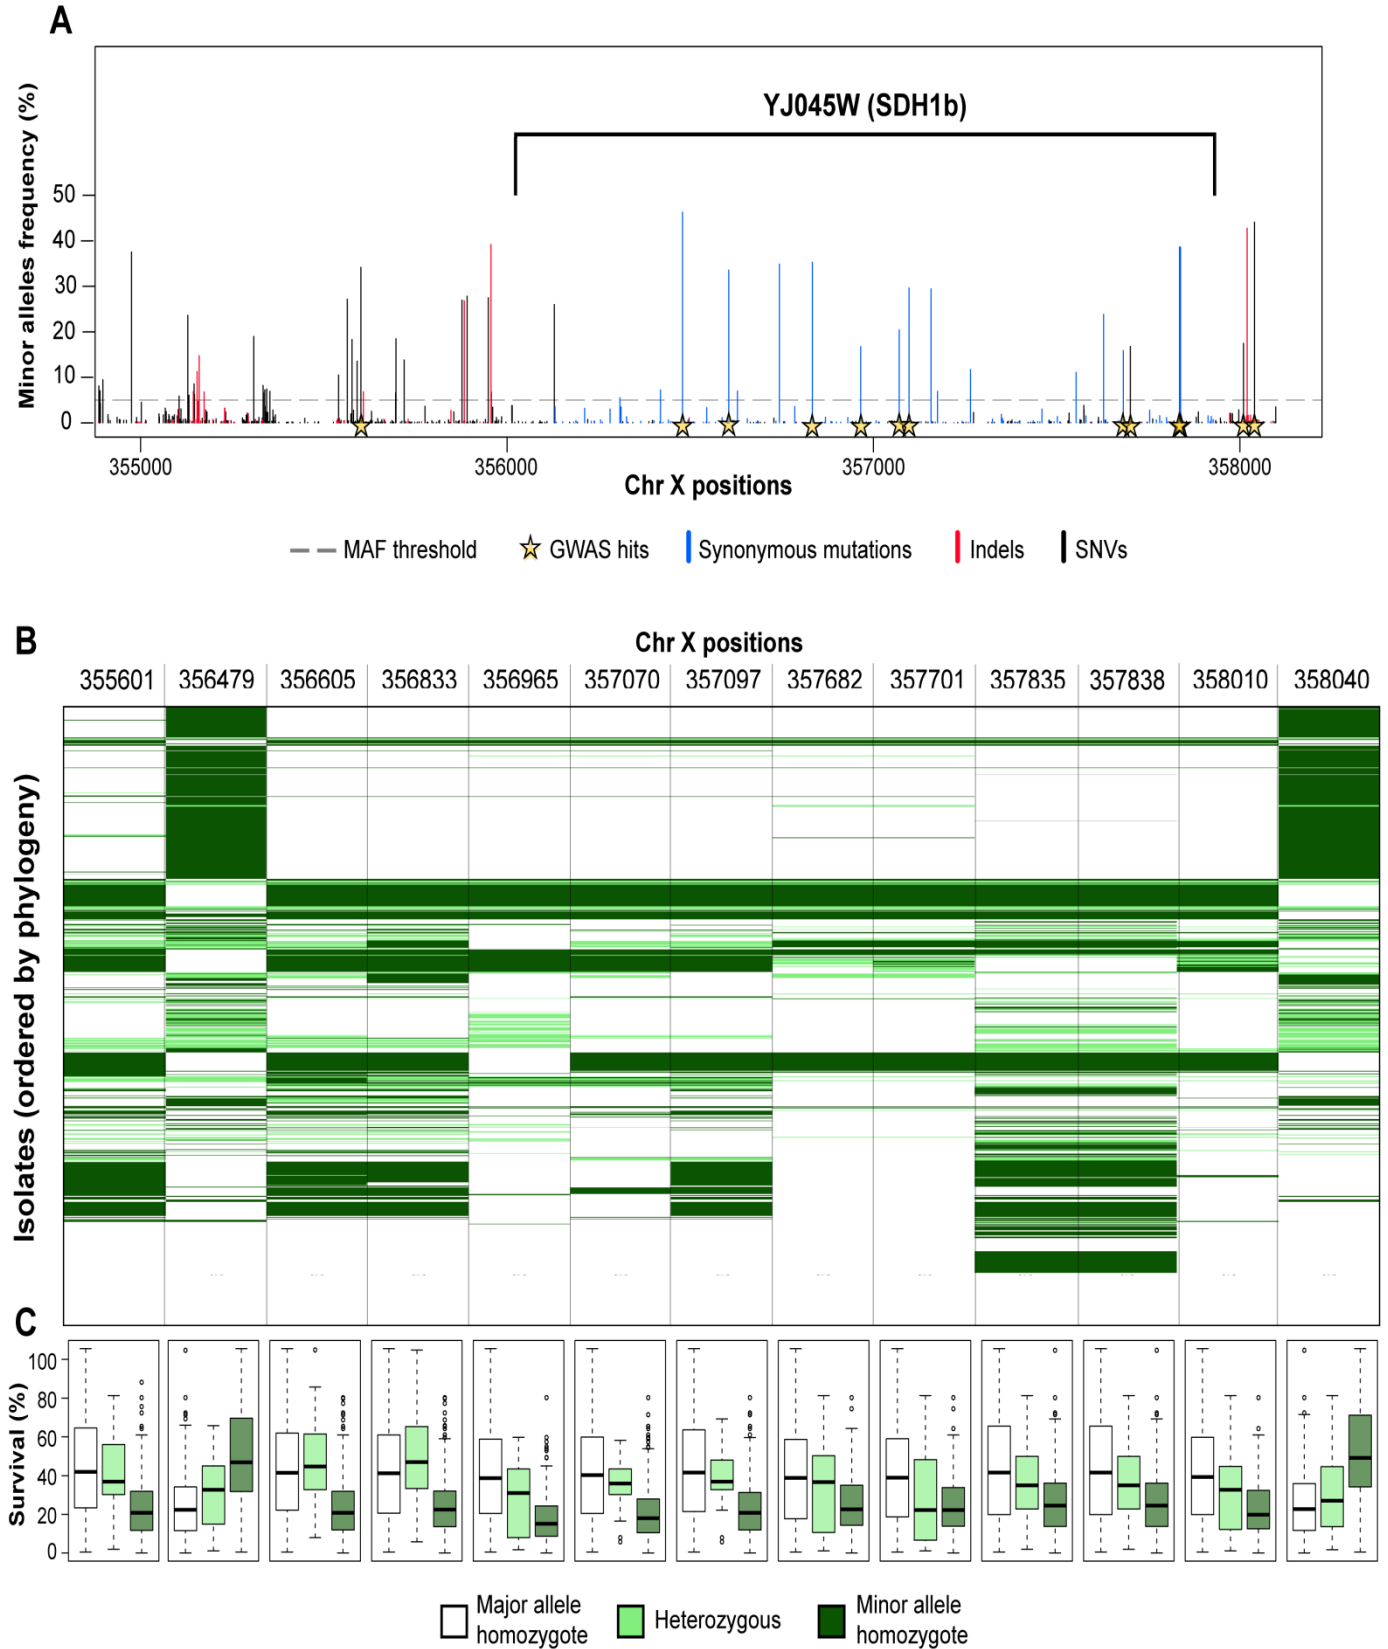 A
YJ045W (SDH1b)
Minor alleles frequency (%)
50
40
30
20
10
0
355000 356000 357000 358000
Chr X positions
MAF threshold GWAS hits Synonymous mutations Indels SNVs
B
Chr X positions
355601 356479 356605 356833 356965 357070 357097 357682 357701 357835 357838 358010 358040
Isolates (ordered by phylogeny)
C
Survival (%)
100
80
60
40
20
0
Major allele homozygote
Heterozygous
Minor allele homozygote